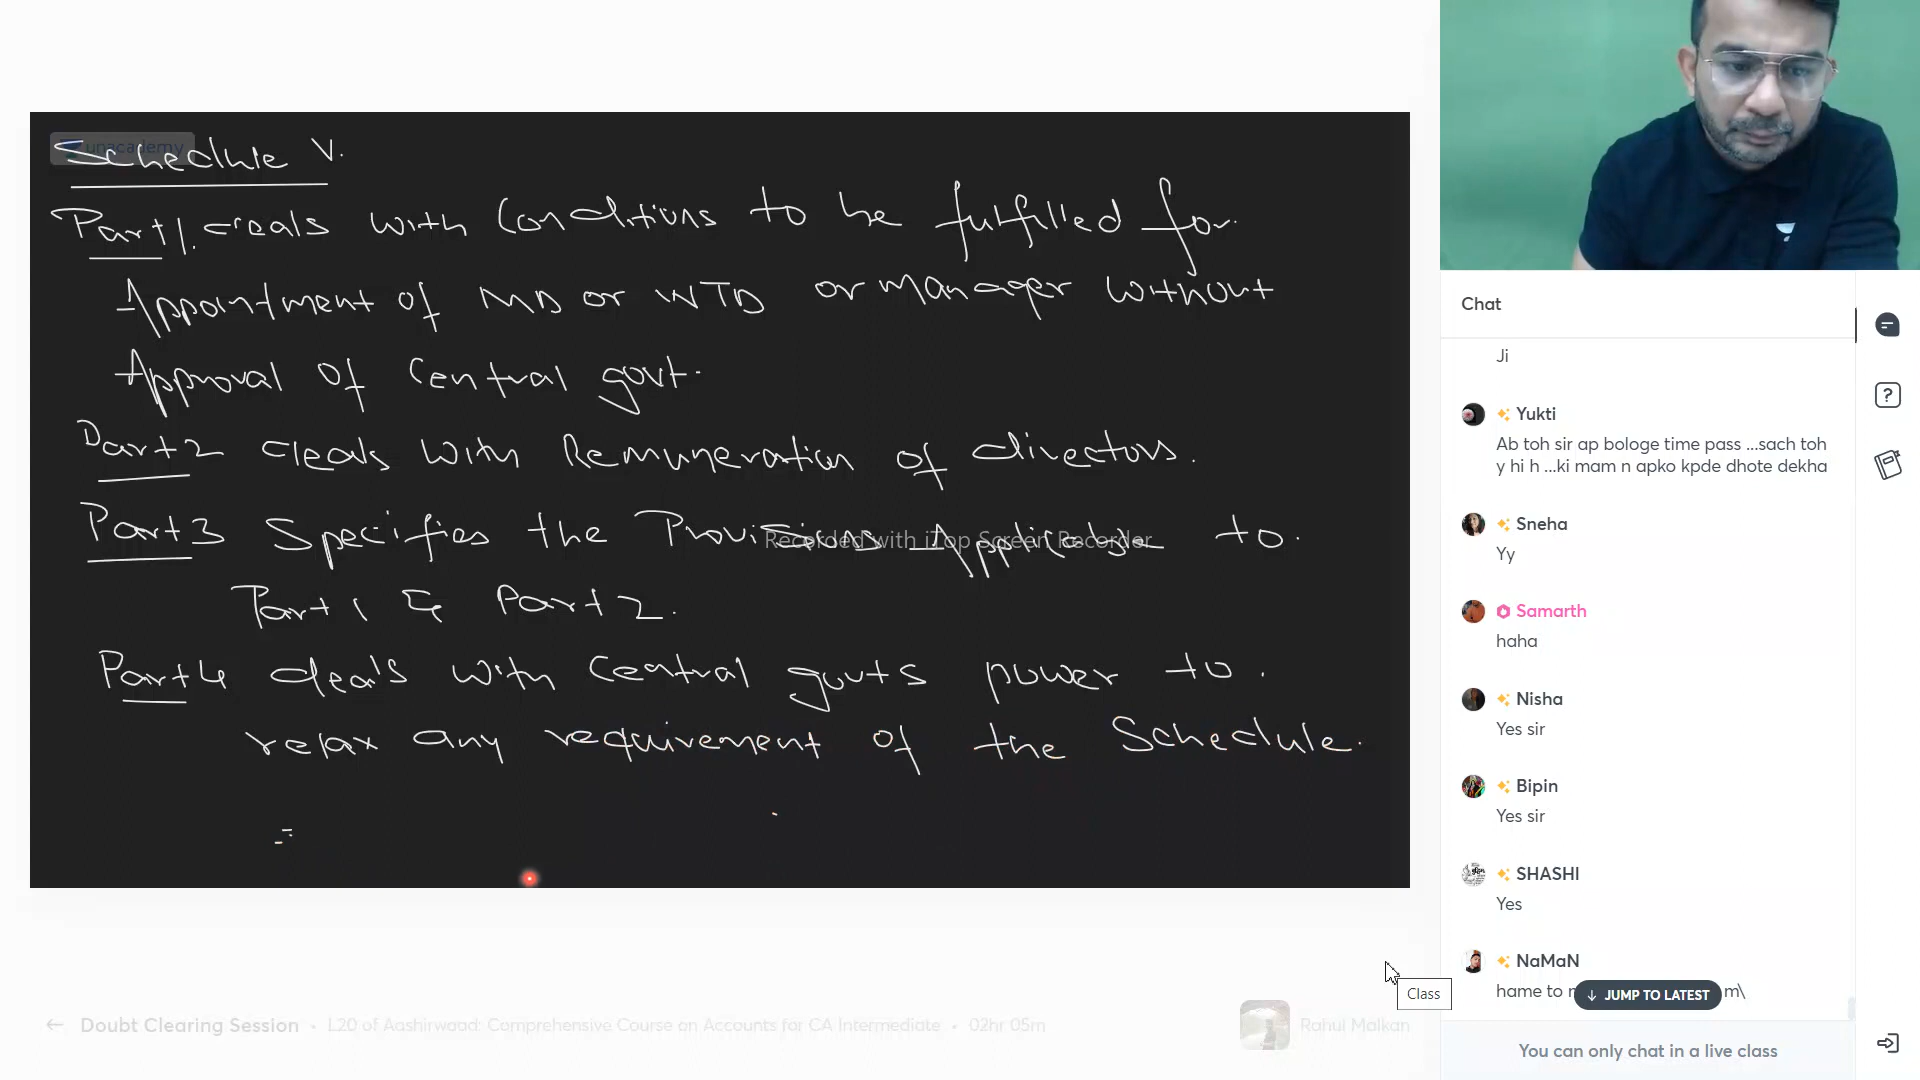 unacademy
Schedule V.
Part 1. deals with Conditions to be fulfilled for.
Appointment of MD or WTD or manager without
Approval of Central govt.
Part 2 deals with Remuneration of directors.
Part 3 Specifies the Provisions Applicable to.
Recorded with iTop Screen Recorder
Part 1 & Part 2.
Part 4 deals with Central govts power to.
relax any requirement of the Schedule.
Chat
Ji
Yukti
Ab toh sir ap bologe time pass ...sach toh
y hi h ...ki mam n apko kpde dhote dekha
Sneha
Yy
Samarth
haha
Nisha
Yes sir
Bipin
Yes sir
SHASHI
Yes
NaMaN
hame to m\
JUMP TO LATEST
Class
You can only chat in a live class
Doubt Clearing Session • L20 of Aashirwaad: Comprehensive Course on Accounts for CA Intermediate • 02hr 05m
Rahul Malkan